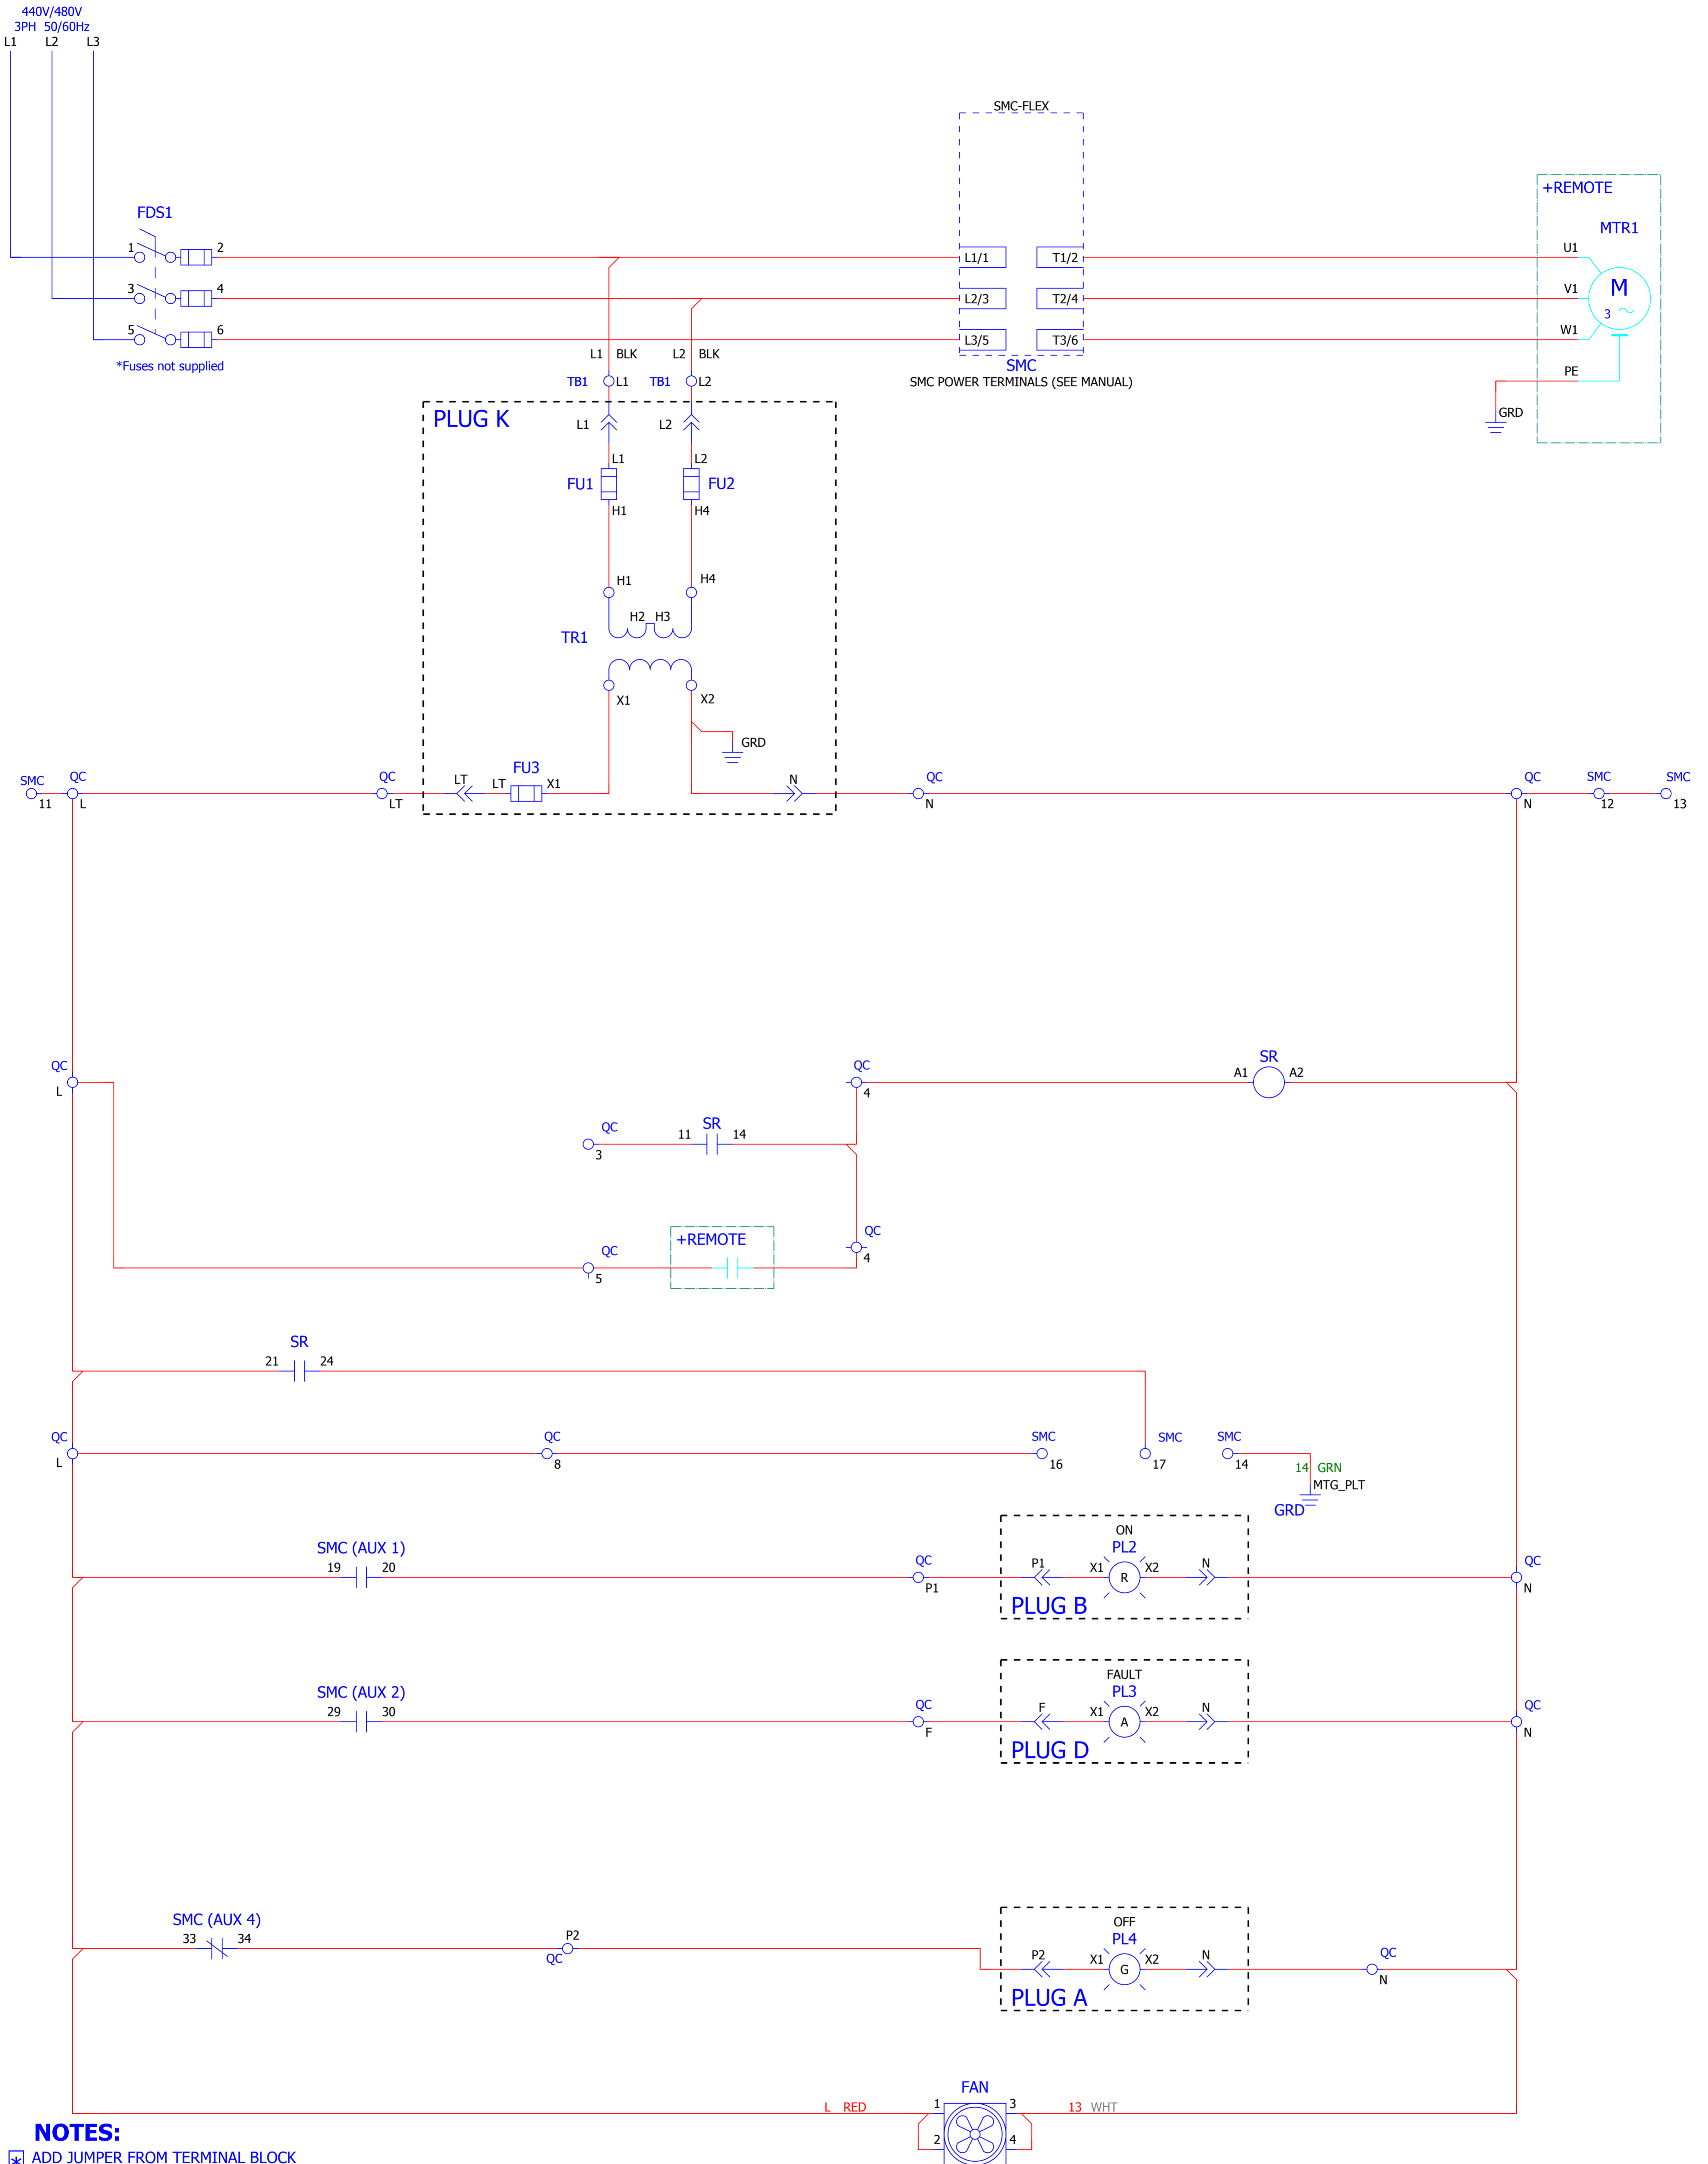 440V/480V
3PH 50/60Hz
L1 L2 L3
SMC-FLEX
+REMOTE
MTR1
FDS1
1 2 L1/1 T1/2 U1
3 4 L2/3 T2/4 V1 M
3
5 6 L3/5 T3/6 W1
*Fuses not supplied
L1 BLK L2 BLK
SMC
SMC POWER TERMINALS (SEE MANUAL)
PE
TB1 L1 TB1 L2
GRD
PLUG K
L1 L2
L1 L2
FU1 FU2
H1 H4
H1 H4
H2 H3
TR1
X1 X2
GRD
SMC QC QC LT LT FU3 X1 N QC QC SMC SMC
11 L LT N N 12 13
QC QC SR
L 4 A1 A2
QC 11 SR 14
3
+REMOTE QC
QC 4
5
SR
21 24
QC QC SMC SMC SMC
L 8 16 17 14
14 GRN
MTG_PLT
GRD
ON
SMC (AUX 1) QC P1 X1 PL2 X2 N QC
19 20 P1 R N
PLUG B
FAULT
SMC (AUX 2) QC F X1 PL3 X2 N QC
29 30 F A N
PLUG D
OFF
SMC (AUX 4) P2 P2 X1 PL4 X2 N QC
33 34 QC G N
PLUG A
FAN
L RED 1 3 13 WHT
2 4
NOTES:
* ADD JUMPER FROM TERMINAL BLOCK